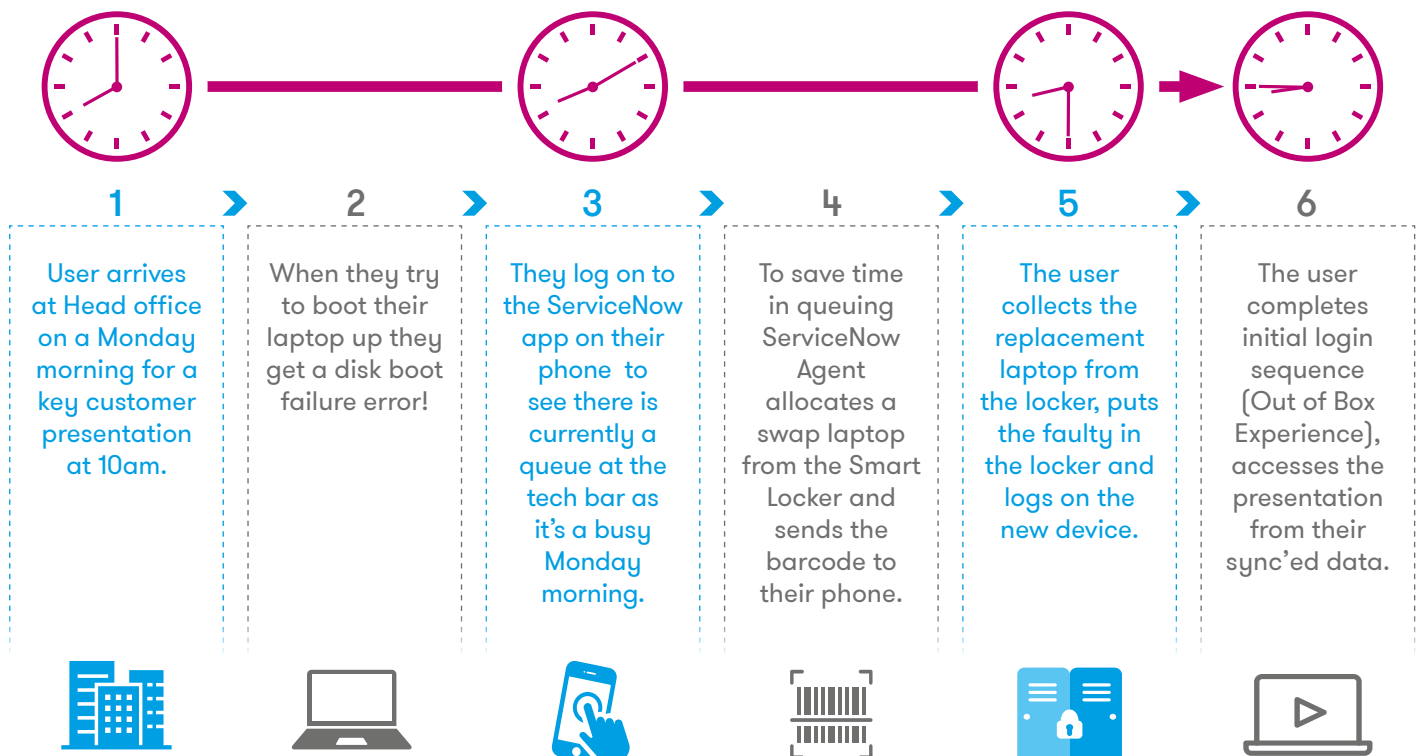 1
2
3
4
5
6
User arrives
at Head office
on a Monday
morning for a
key customer
presentation
at 10am.
When they try
to boot their
laptop up they
get a disk boot
failure error!
They log on to
the ServiceNow
app on their
phone to
see there is
currently a
queue at the
tech bar as
it’s a busy
Monday
morning.
To save time
in queuing
ServiceNow
Agent
allocates a
swap laptop
from the Smart
Locker and
sends the
barcode to
their phone.
The user
collects the
replacement
laptop from
the locker, puts
the faulty in
the locker and
logs on the
new device.
The user
completes
initial login
sequence
(Out of Box
Experience),
accesses the
presentation
from their
sync’ed data.